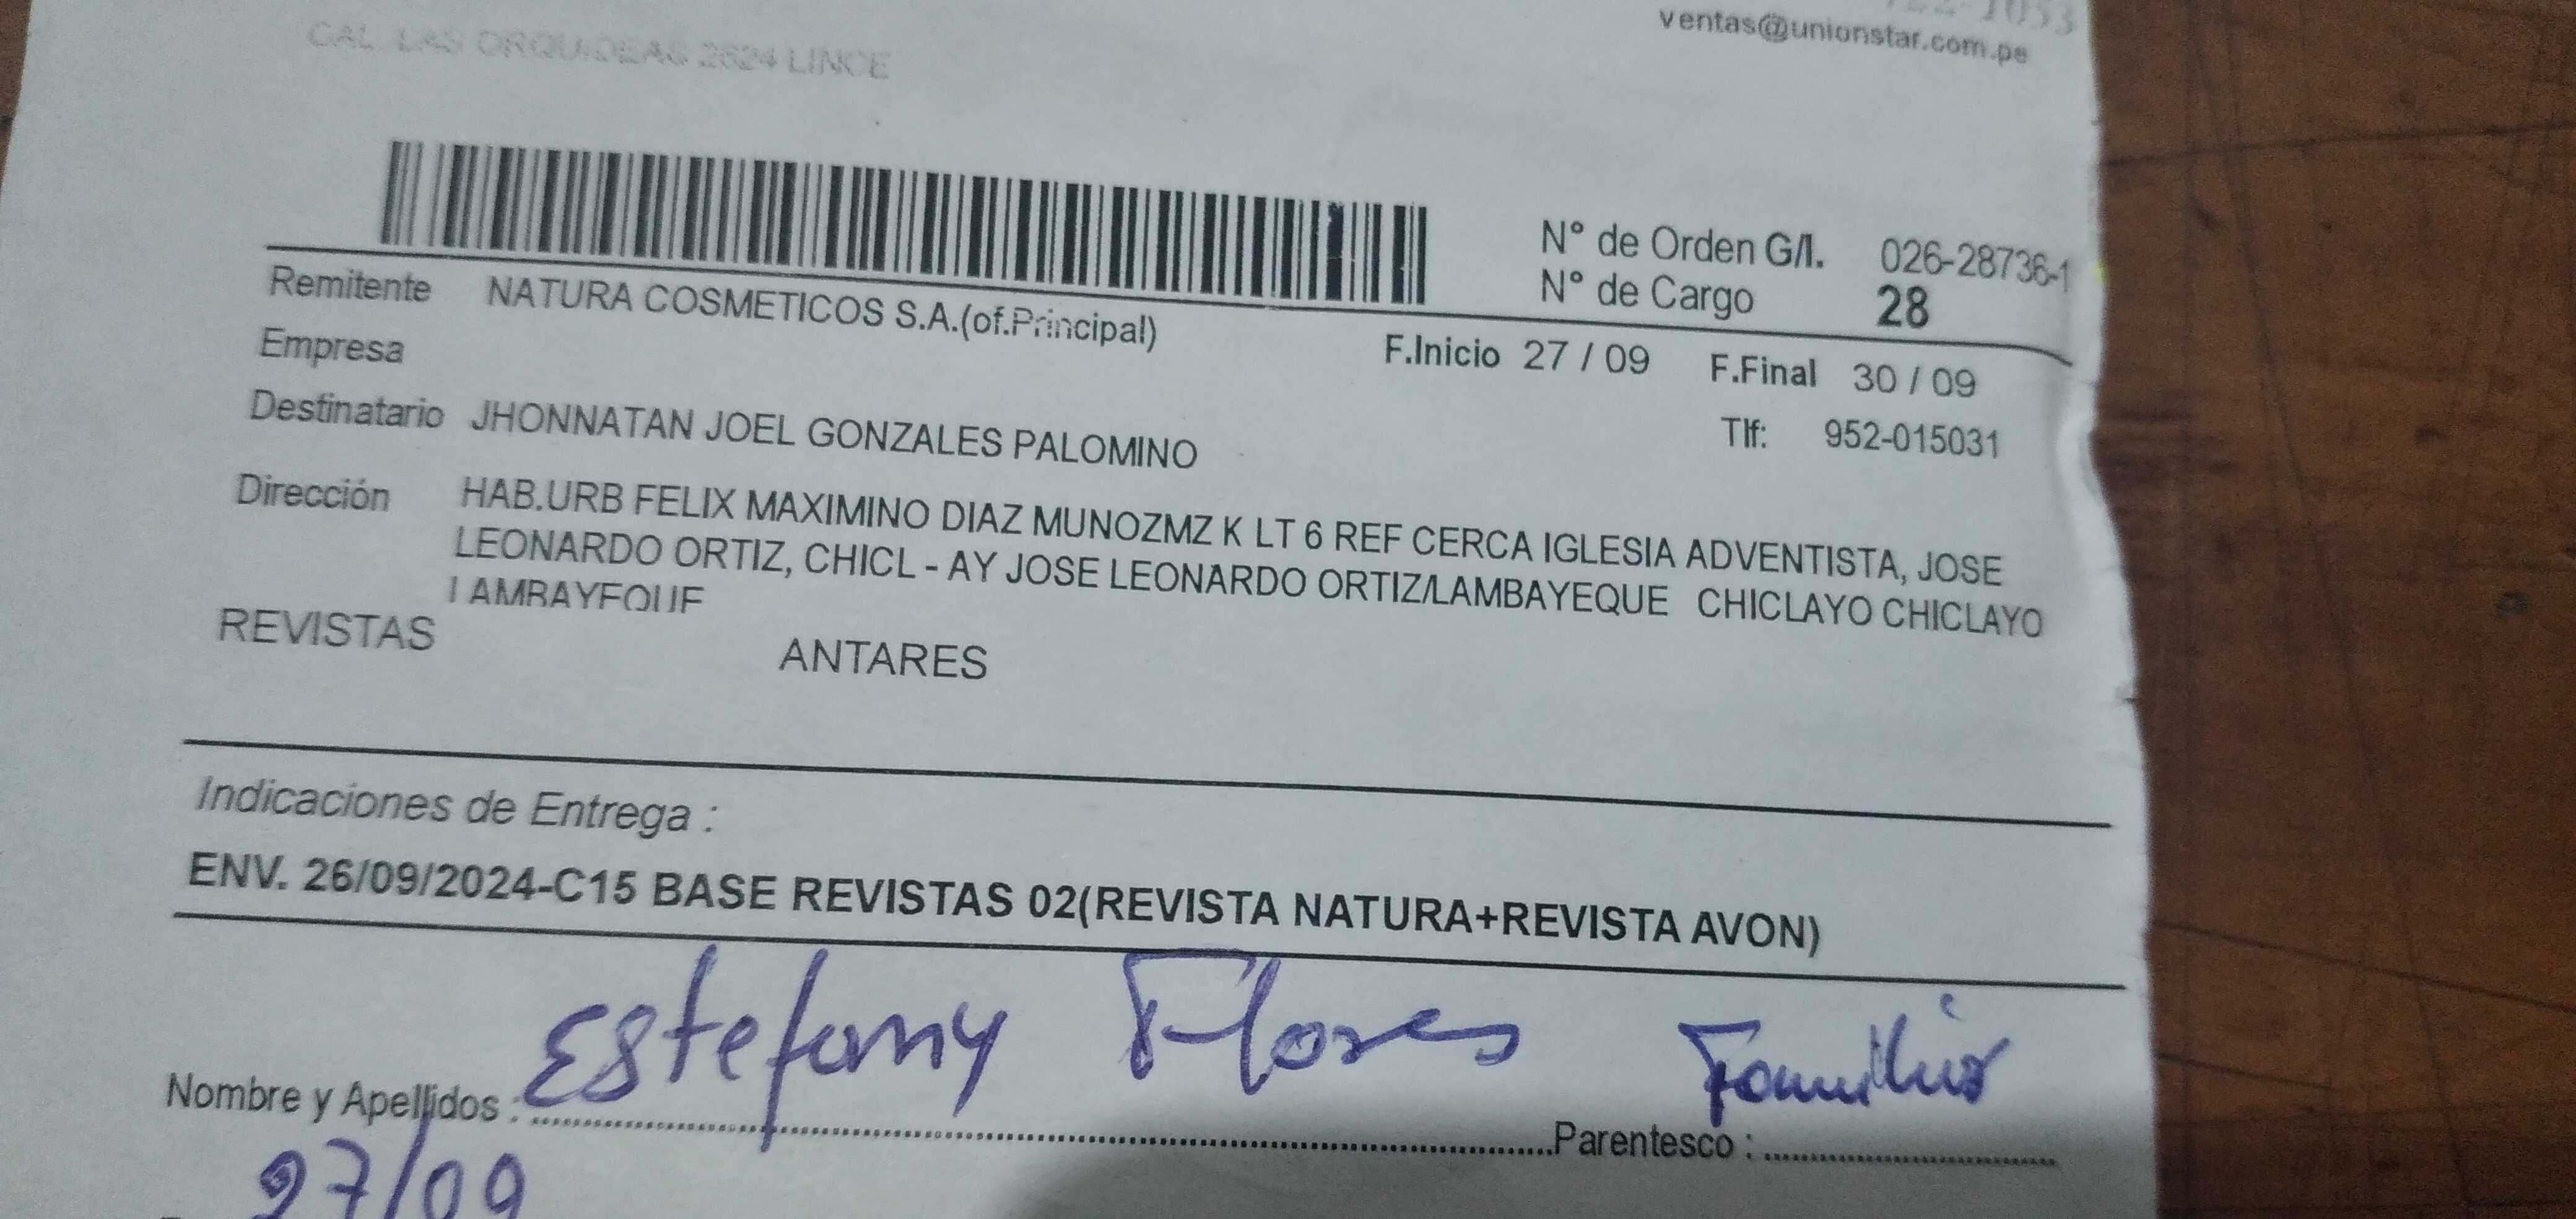 1053
ventas@unionstar.com.pe
CAL. LAS ORQUIDEAS 2624 LINCE
N° de Orden G/I. 026-28736-1
N° de Cargo 28
Remitente NATURA COSMETICOS S.A.(of.Principal)
F.Inicio 27 / 09 F.Final 30 / 09
Empresa
Tlf: 952-015031
Destinatario JHONNATAN JOEL GONZALES PALOMINO
Dirección HAB.URB FELIX MAXIMINO DIAZ MUNOZMZ K LT 6 REF CERCA IGLESIA ADVENTISTA, JOSE
LEONARDO ORTIZ, CHICL - AY JOSE LEONARDO ORTIZ/LAMBAYEQUE CHICLAYO CHICLAYO
LAMBAYEQUE
REVISTAS ANTARES
Indicaciones de Entrega :
ENV. 26/09/2024-C15 BASE REVISTAS 02(REVISTA NATURA+REVISTA AVON)
Nombre y Apellidos : Estefany Flores Parentesco : Familiar
27/09